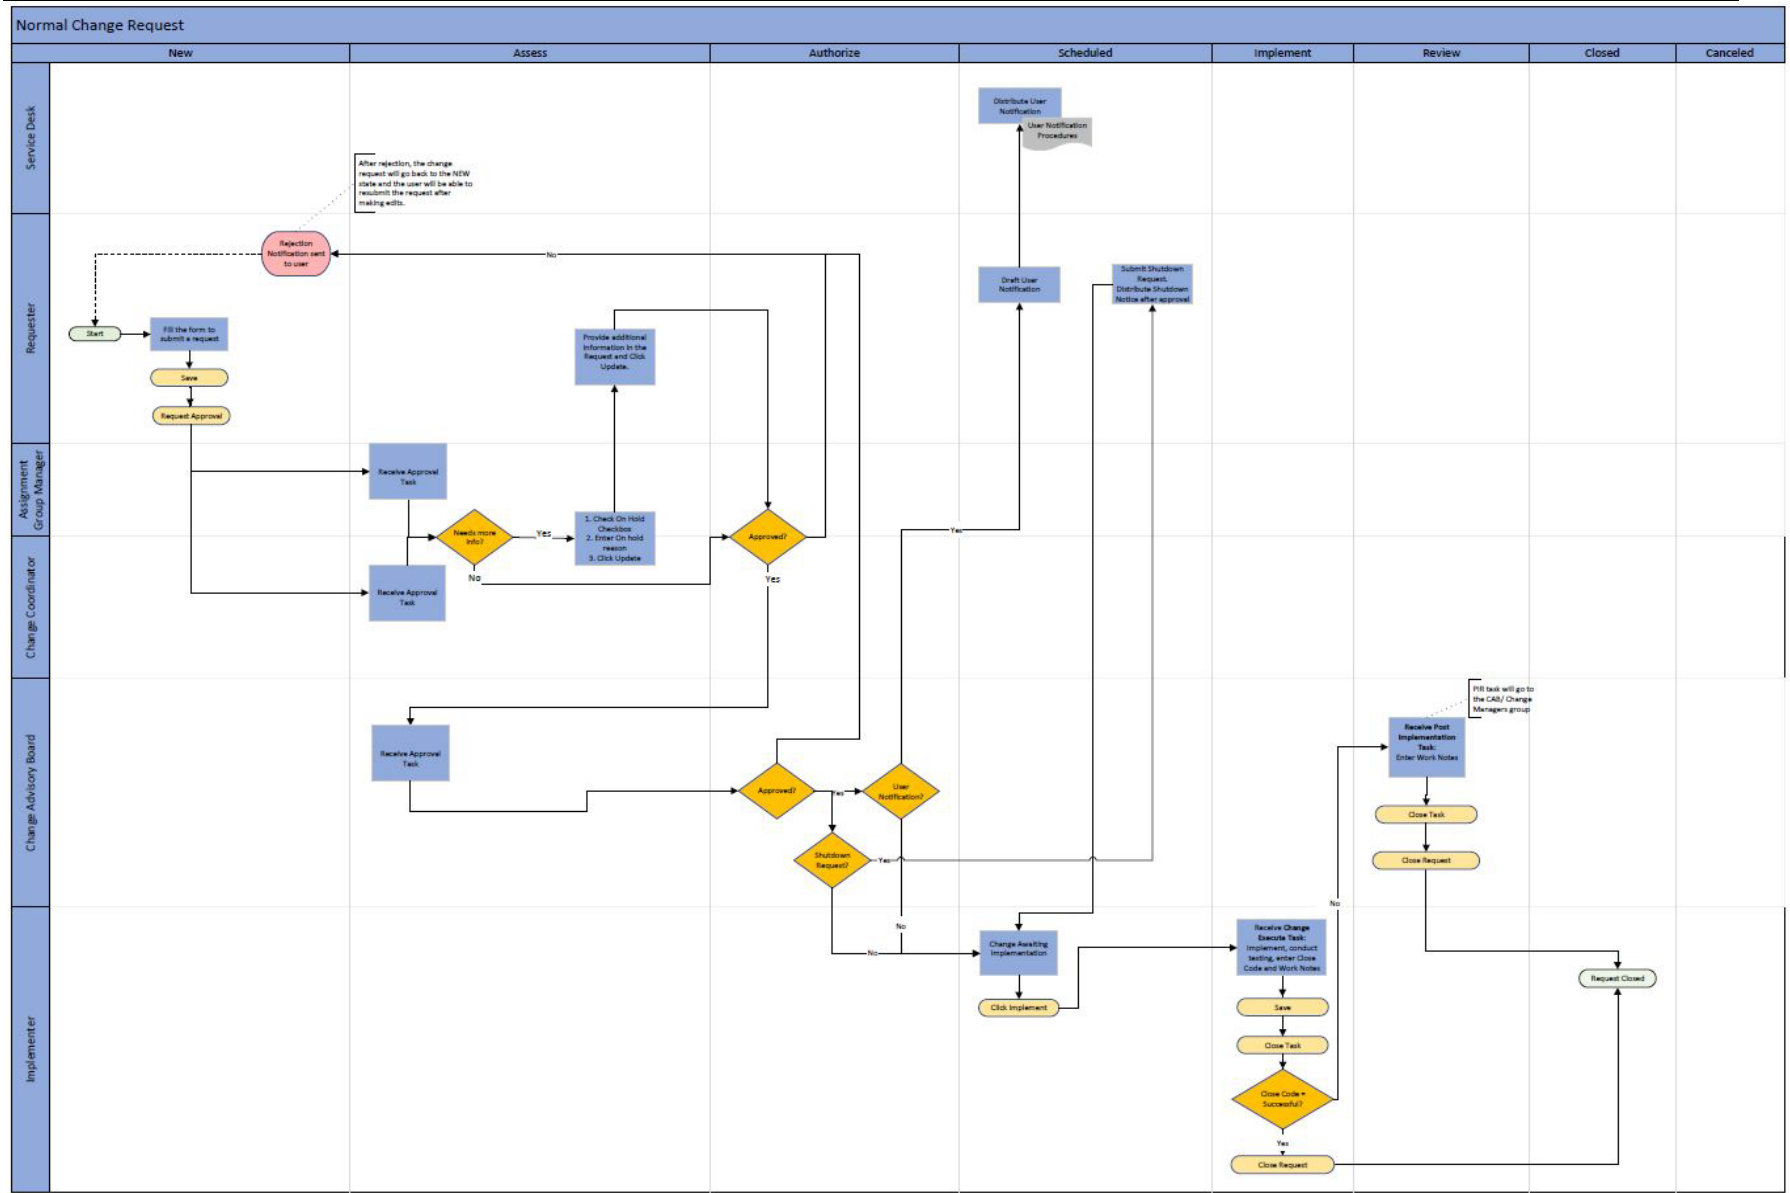 Normal Change Request
New
Assess
Authorize
Scheduled
Implement
Review
Closed
Canceled
Service Desk
Distribute User
Notification
User Notification
Procedures
After rejection, the change
request will go back to the NEW
state and the user will be able to
resubmit the request after
making edits.
Requester
Rejection
Notification sent
to user
No
Start
Fill the form to
submit a request
Save
Request Approval
Provide additional
Information in the
Request and Click
Update.
Draft User
Notification
Submit Shutdown
Request,
Distribute Shutdown
Notice after approval
Assignment
Group Manager
Receive Approval
Task
Needs more
Info?
Yes
No
1. Check On Hold
Checkbox
2. Enter On hold
reason
3. Click Update
Approved?
Yes
Yes
Change Coordinator
Receive Approval
Task
Change Advisory Board
Receive Approval
Task
Approved?
Yes
User
Notification?
Shutdown
Request?
Yes
No
No
PIR task will go to
the CAB/ Change
Managers group
Receive Post
Implementation
Task:
Enter Work Notes
Close Task
Close Request
Implementer
Change Awaiting
Implementation
Click Implement
Receive Change
Execute Task:
Implement, conduct
testing, enter Close
Code and Work Notes
Save
Close Task
Close Code =
Successful?
No
Yes
Close Request
Request Closed